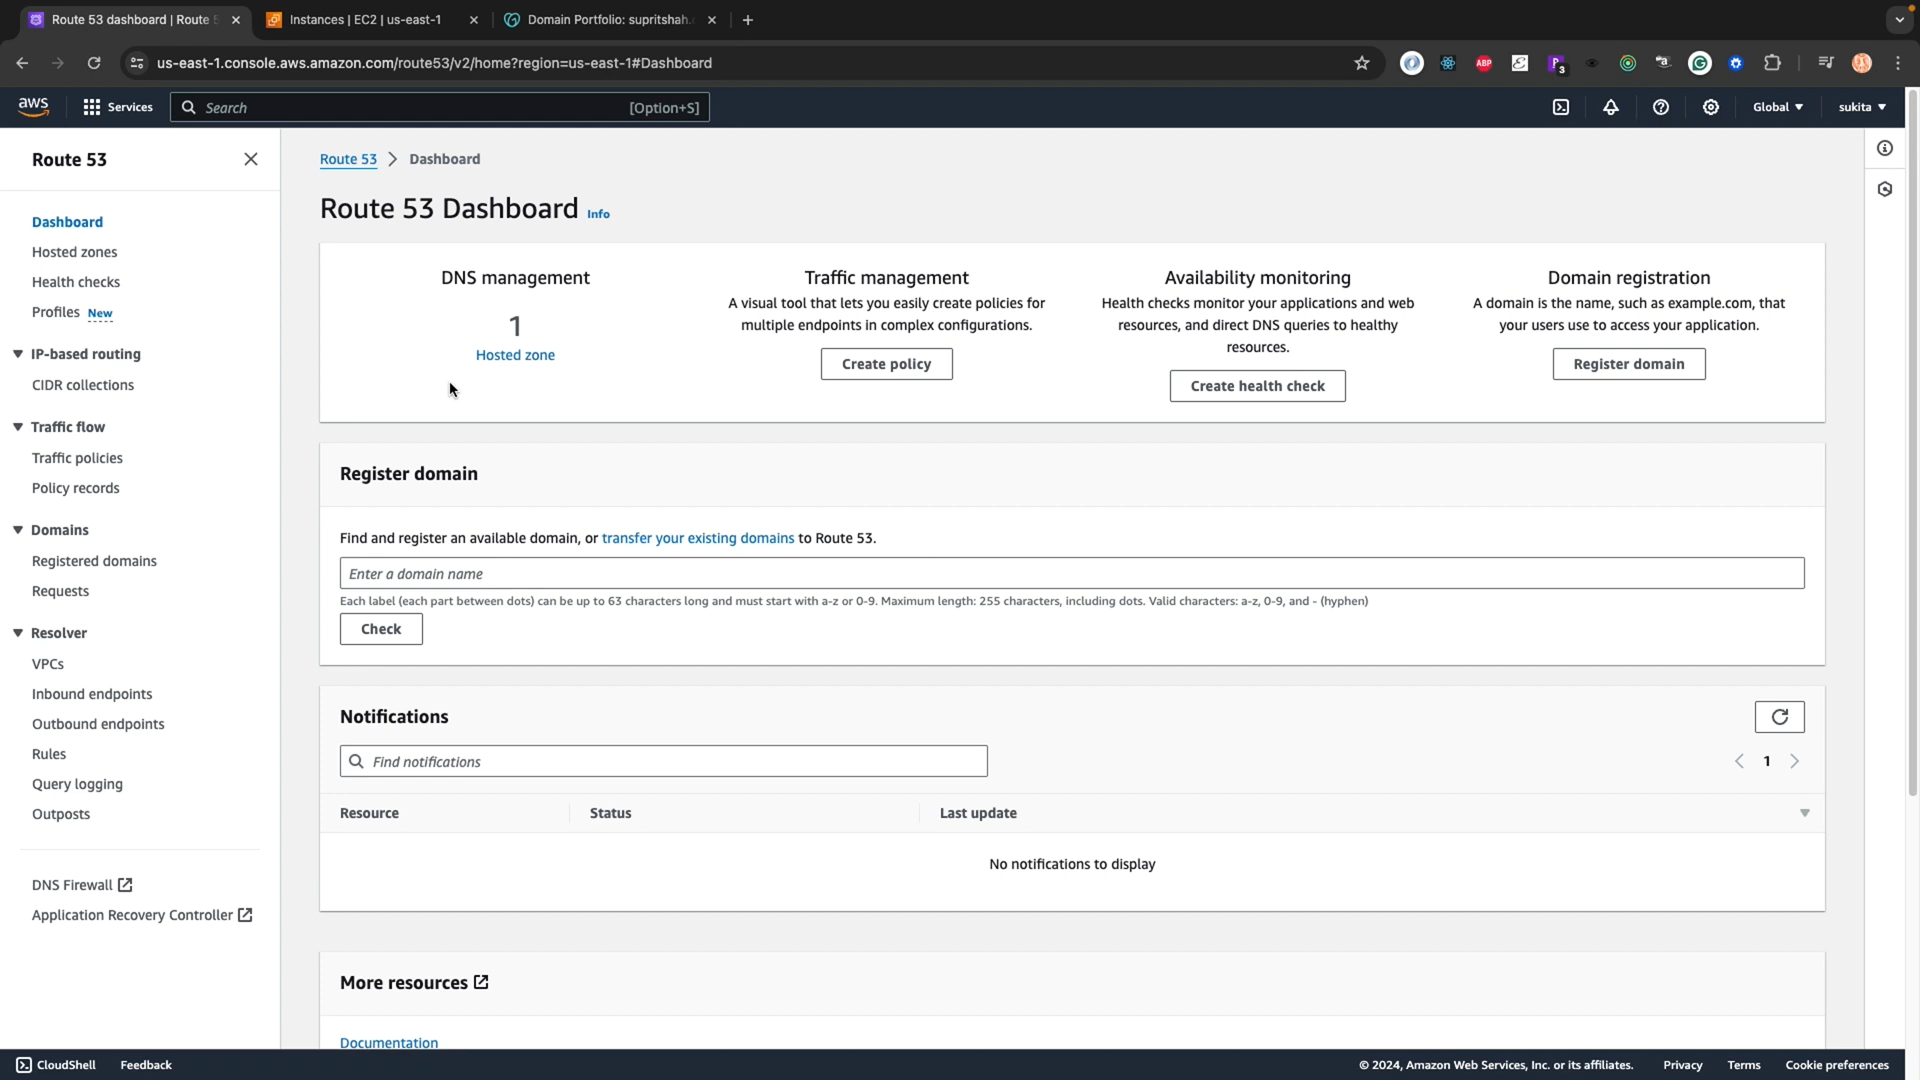 Route 53 dashboard | Route 5
Instances | EC2 | us-east-1
Domain Portfolio: supritshah.
us-east-1.console.aws.amazon.com/route53/v2/home?region=us-east-1#Dashboard
ABP
3
aws
Services
Search
[Option+S]
Global
sukita
Route 53
Dashboard
Hosted zones
Health checks
Profiles New
IP-based routing
CIDR collections
Traffic flow
Traffic policies
Policy records
Domains
Registered domains
Requests
Resolver
VPCs
Inbound endpoints
Outbound endpoints
Rules
Query logging
Outposts
DNS Firewall
Application Recovery Controller
Route 53 > Dashboard
Route 53 Dashboard Info
DNS management
1
Hosted zone
Traffic management
A visual tool that lets you easily create policies for
multiple endpoints in complex configurations.
Create policy
Availability monitoring
Health checks monitor your applications and web
resources, and direct DNS queries to healthy
resources.
Create health check
Domain registration
A domain is the name, such as example.com, that
your users use to access your application.
Register domain
Register domain
Find and register an available domain, or transfer your existing domains to Route 53.
Enter a domain name
Each label (each part between dots) can be up to 63 characters long and must start with a-z or 0-9. Maximum length: 255 characters, including dots. Valid characters: a-z, 0-9, and - (hyphen)
Check
Notifications
Find notifications
1
Resource
Status
Last update
No notifications to display
More resources
Documentation
CloudShell
Feedback
© 2024, Amazon Web Services, Inc. or its affiliates.
Privacy
Terms
Cookie preferences